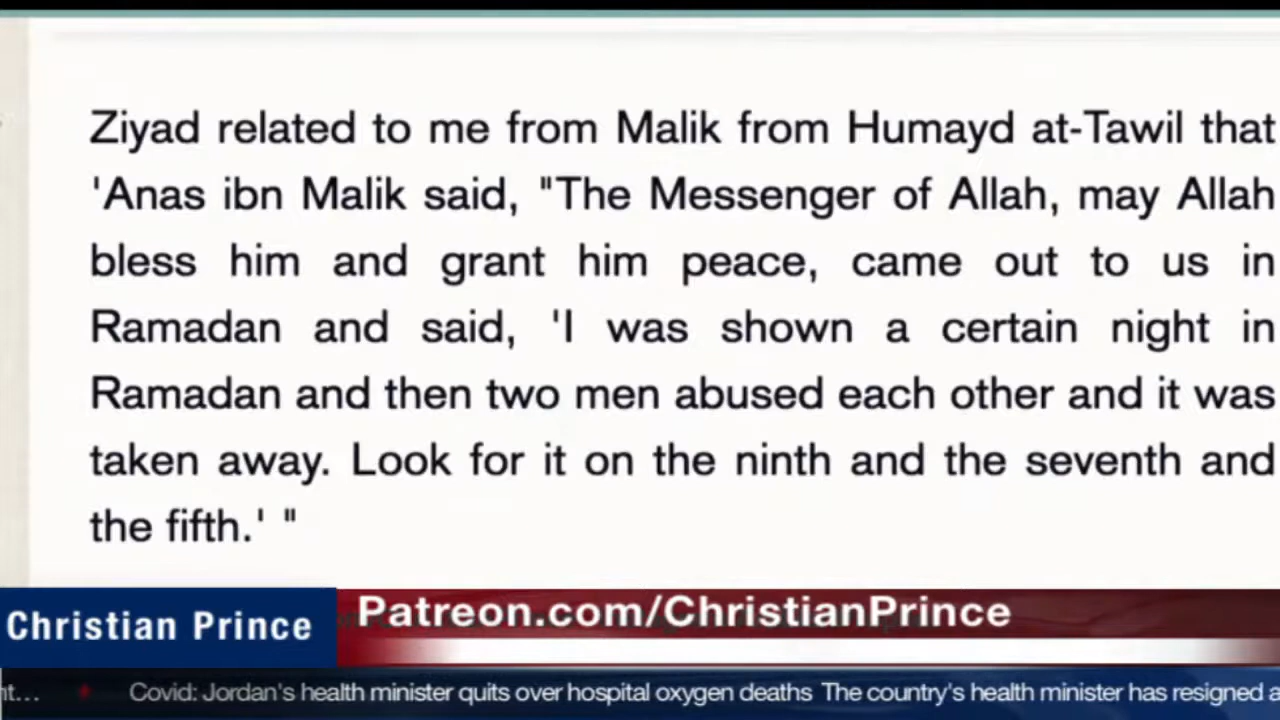 Ziyad related to me from Malik from Humayd at-Tawil that
'Anas ibn Malik said, "The Messenger of Allah, may Allah
bless him and grant him peace, came out to us in
Ramadan and said, 'I was shown a certain night in
Ramadan and then two men abused each other and it was
taken away. Look for it on the ninth and the seventh and
the fifth.' "
Christian Prince
Patreon.com/ChristianPrince
nt... Covid: Jordan's health minister quits over hospital oxygen deaths The country's health minister has resigned a